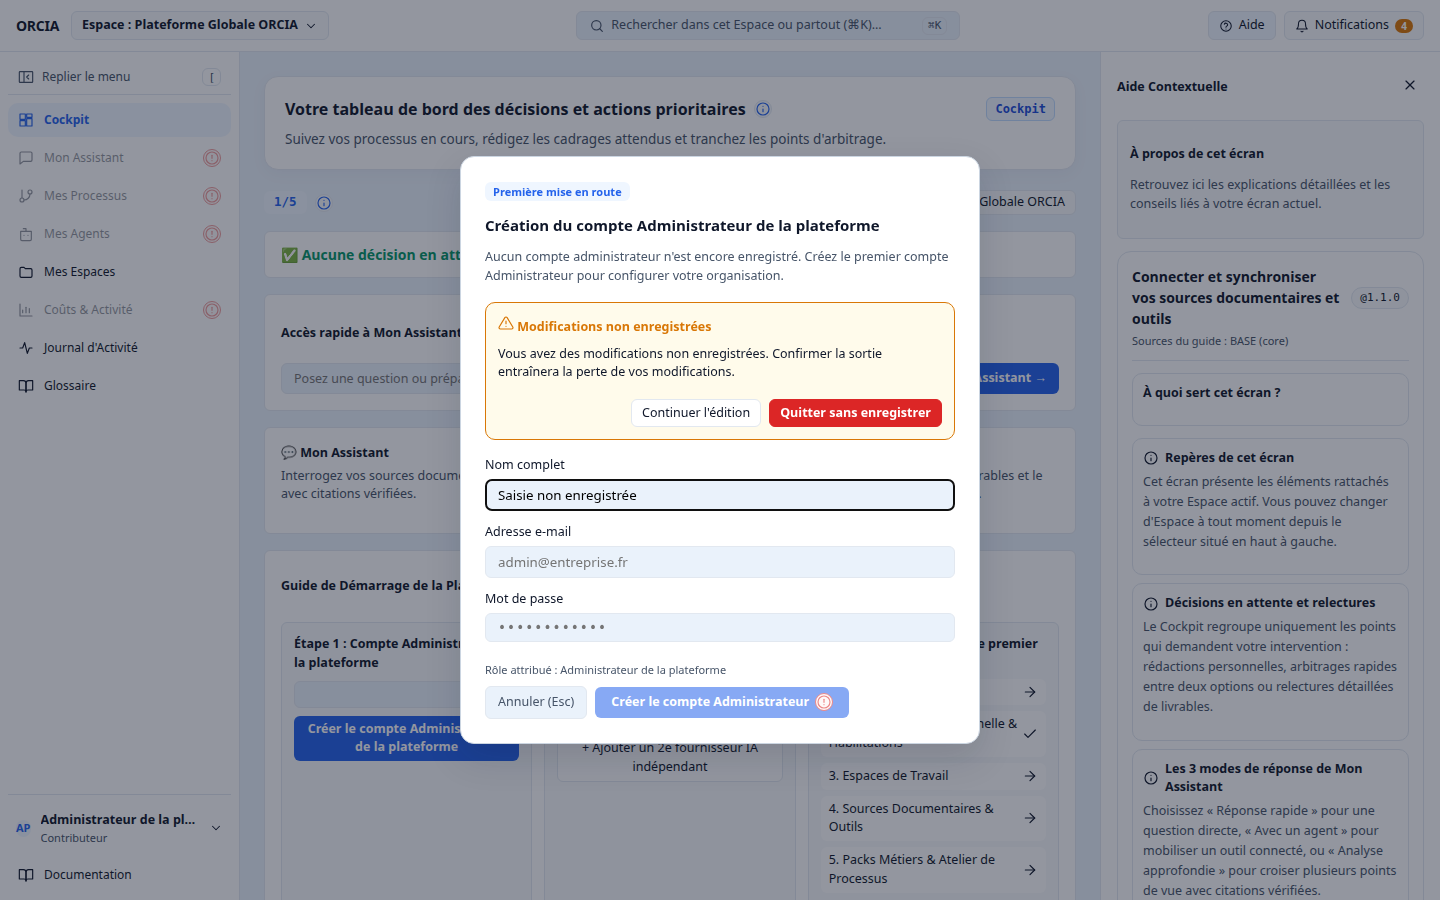 ORCIA
Espace : Plateforme Globale ORCIA
Rechercher dans cet Espace ou partout (⌘K)...
⌘K
Aide
Notifications
4
Replier le menu
[
Cockpit
Mon Assistant
Mes Processus
Mes Agents
Mes Espaces
Coûts & Activité
Journal d'Activité
Glossaire
AP
Administrateur de la pl...
Contributeur
Documentation
Votre tableau de bord des décisions et actions prioritaires
Cockpit
Suivez vos processus en cours, rédigez les cadrages attendus et tranchez les points d'arbitrage.
1/5
Globale ORCIA
✅ Aucune décision en att
Accès rapide à Mon Assistant
Posez une question ou prépa
Assistant →
💬 Mon Assistant
Interrogez vos sources docume
avec citations vérifiées.
rables et le
Guide de Démarrage de la Pla
Étape 1 : Compte Administr
la plateforme
Créer le compte Adminis
de la plateforme
+ Ajouter un 2e fournisseur IA
indépendant
e premier
nelle &
Habilitations
3. Espaces de Travail
4. Sources Documentaires &
Outils
5. Packs Métiers & Atelier de
Processus
Première mise en route
Création du compte Administrateur de la plateforme
Aucun compte administrateur n'est encore enregistré. Créez le premier compte
Administrateur pour configurer votre organisation.
Modifications non enregistrées
Vous avez des modifications non enregistrées. Confirmer la sortie
entraînera la perte de vos modifications.
Continuer l'édition
Quitter sans enregistrer
Nom complet
Saisie non enregistrée
Adresse e-mail
admin@entreprise.fr
Mot de passe
••••••••••••
Rôle attribué : Administrateur de la plateforme
Annuler (Esc)
Créer le compte Administrateur
Aide Contextuelle
À propos de cet écran
Retrouvez ici les explications détaillées et les
conseils liés à votre écran actuel.
Connecter et synchroniser
vos sources documentaires et
outils
@1.1.0
Sources du guide : BASE (core)
À quoi sert cet écran ?
Repères de cet écran
Cet écran présente les éléments rattachés
à votre Espace actif. Vous pouvez changer
d'Espace à tout moment depuis le
sélecteur situé en haut à gauche.
Décisions en attente et relectures
Le Cockpit regroupe uniquement les points
qui demandent votre intervention :
rédactions personnelles, arbitrages rapides
entre deux options ou relectures détaillées
de livrables.
Les 3 modes de réponse de Mon
Assistant
Choisissez « Réponse rapide » pour une
question directe, « Avec un agent » pour
mobiliser un outil connecté, ou « Analyse
approfondie » pour croiser plusieurs points
de vue avec citations vérifiées.